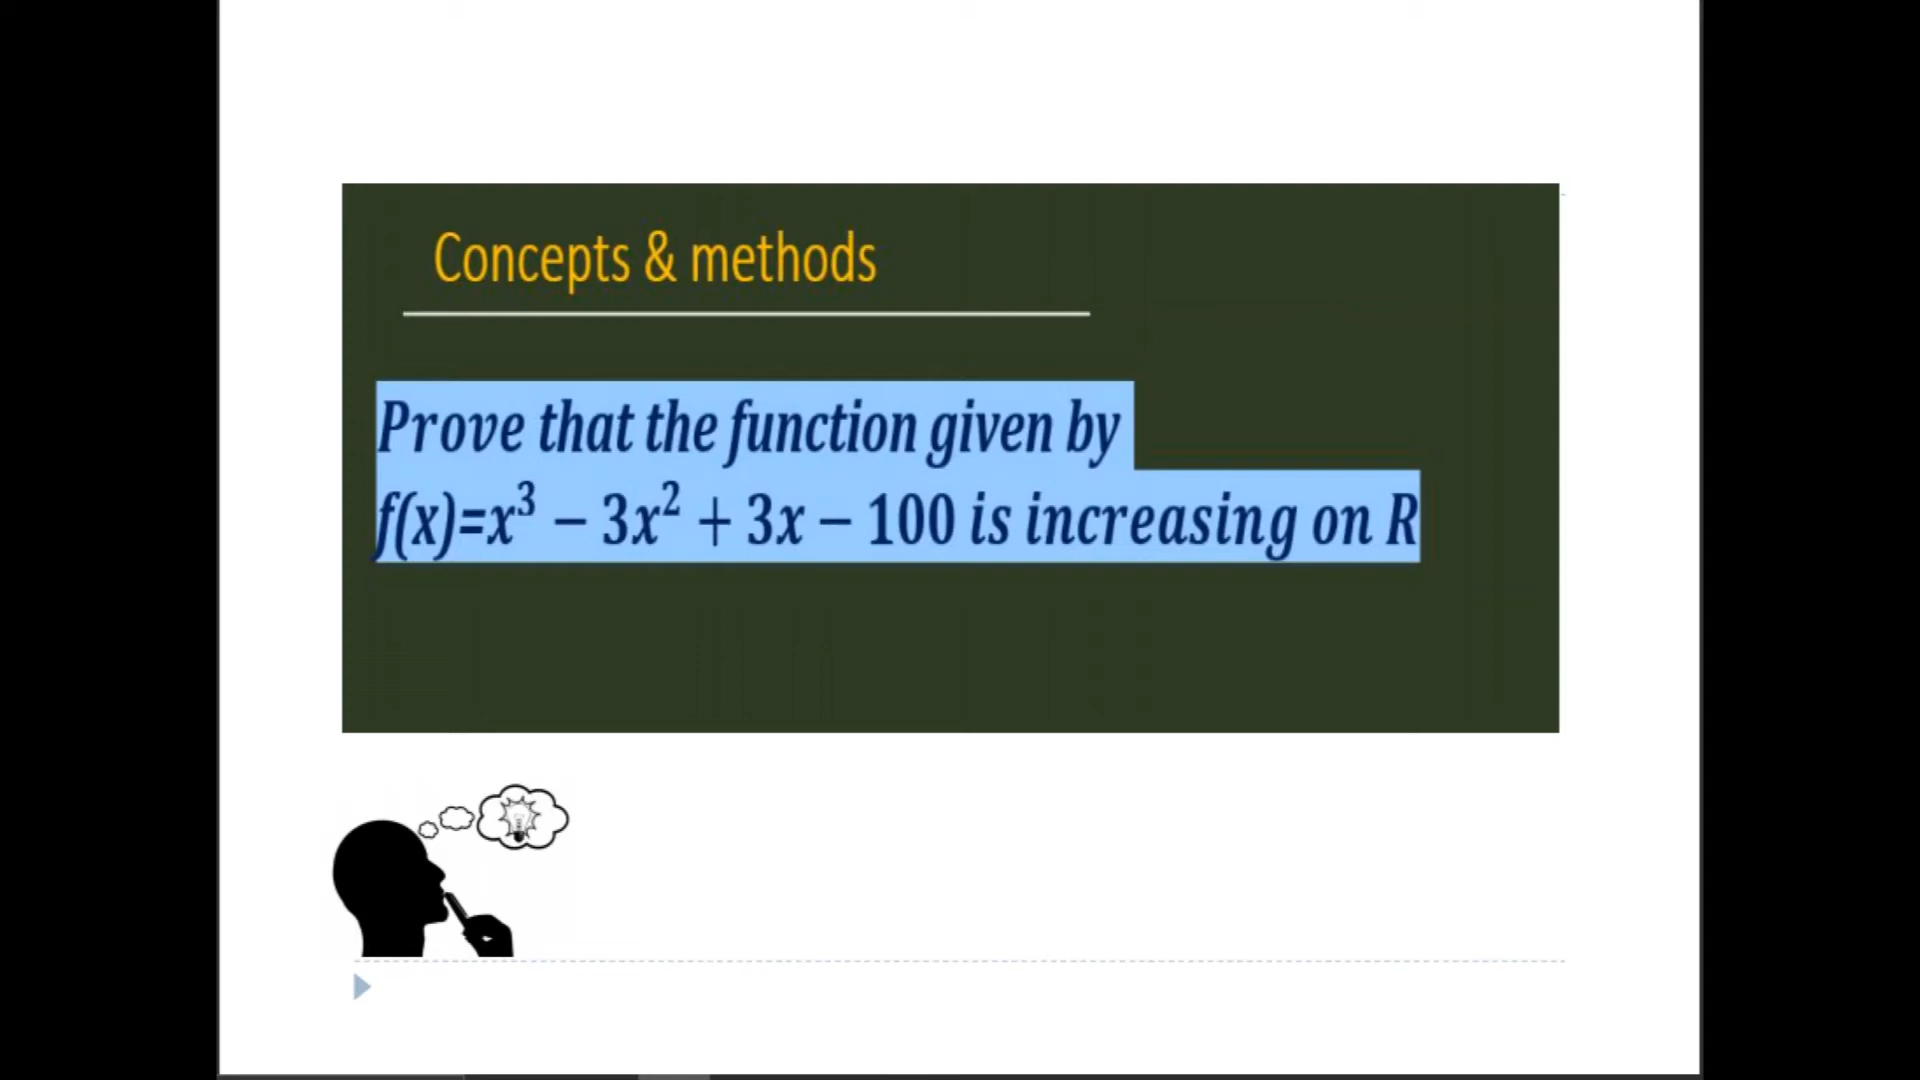 Concepts & methods
Prove that the function given by
f(x)=x³ − 3x² + 3x − 100 is increasing on R